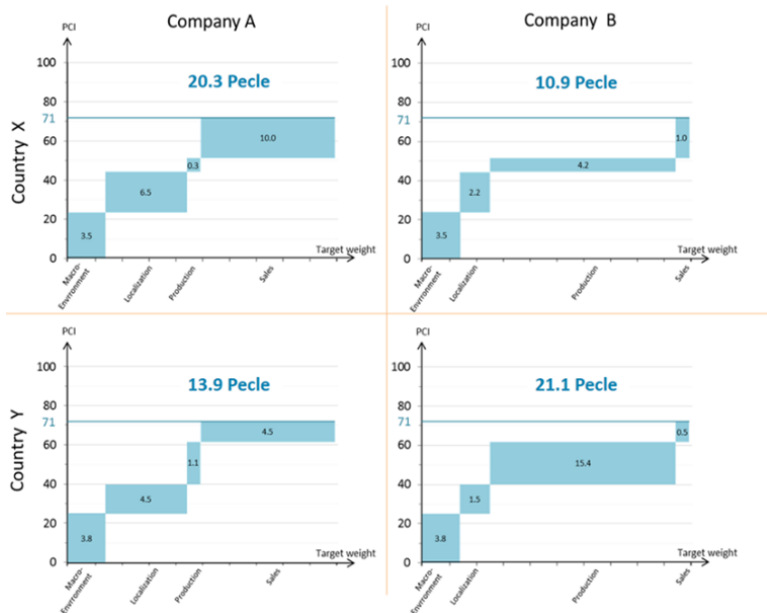 Company A
Company B
Country X
PCI
20.3 Pecle
100
80
71
60
40
20
0
3.5
6.5
0.3
10.0
Target weight
Macro-
Envrironment
Localization
Production
Sales
PCI
10.9 Pecle
100
80
71
60
40
20
0
3.5
2.2
4.2
1.0
Target weight
Macro-
Envrironment
Localization
Production
Sales
Country Y
PCI
13.9 Pecle
100
80
71
60
40
20
0
3.8
4.5
1.1
4.5
Target weight
Macro-
Envrironment
Localization
Production
Sales
PCI
21.1 Pecle
100
80
71
60
40
20
0
3.8
1.5
15.4
0.5
Target weight
Macro-
Envrironment
Localization
Production
Sales